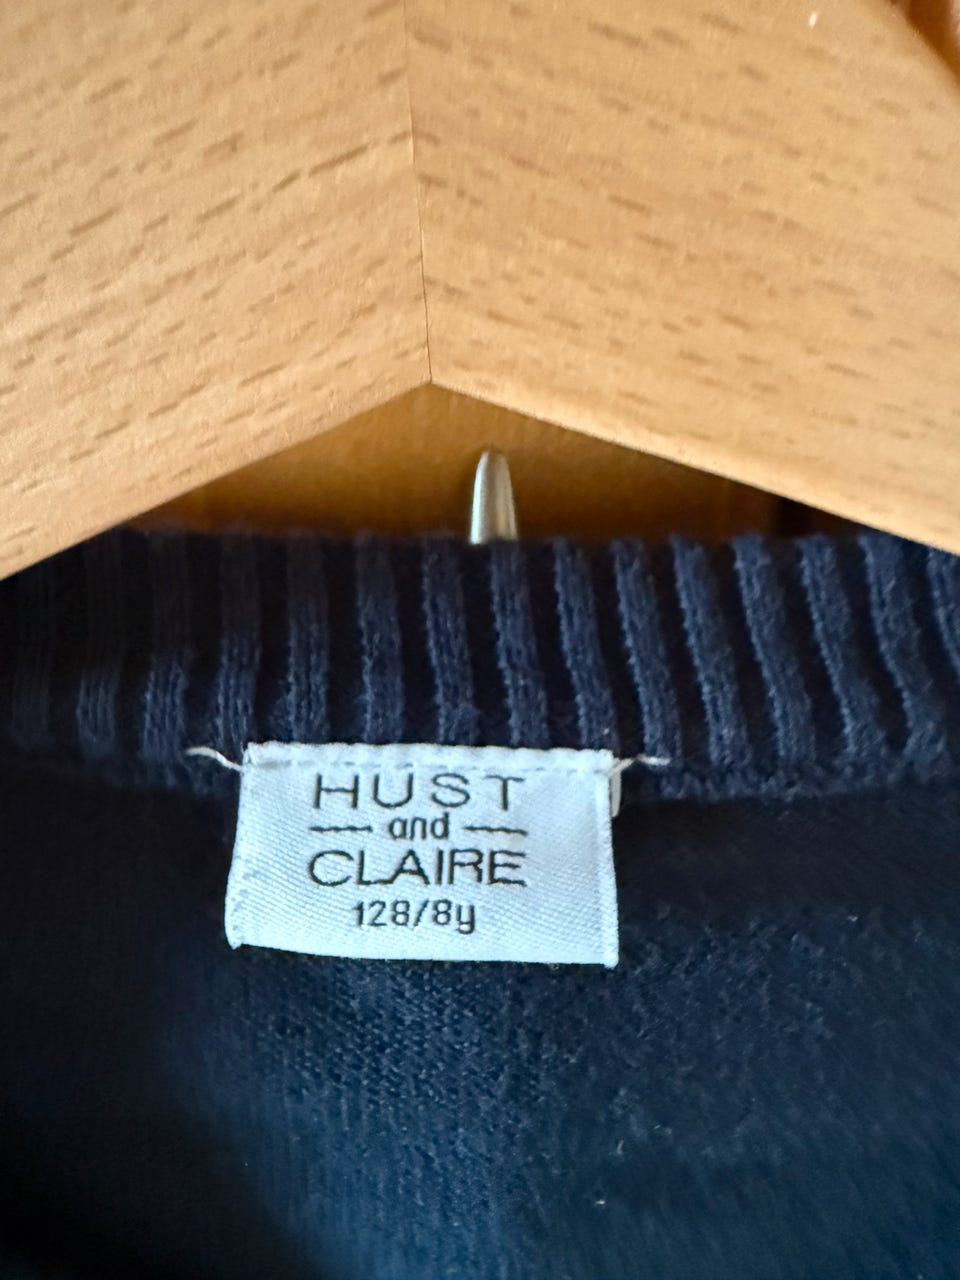 HUST
and
CLAIRE
128/8y